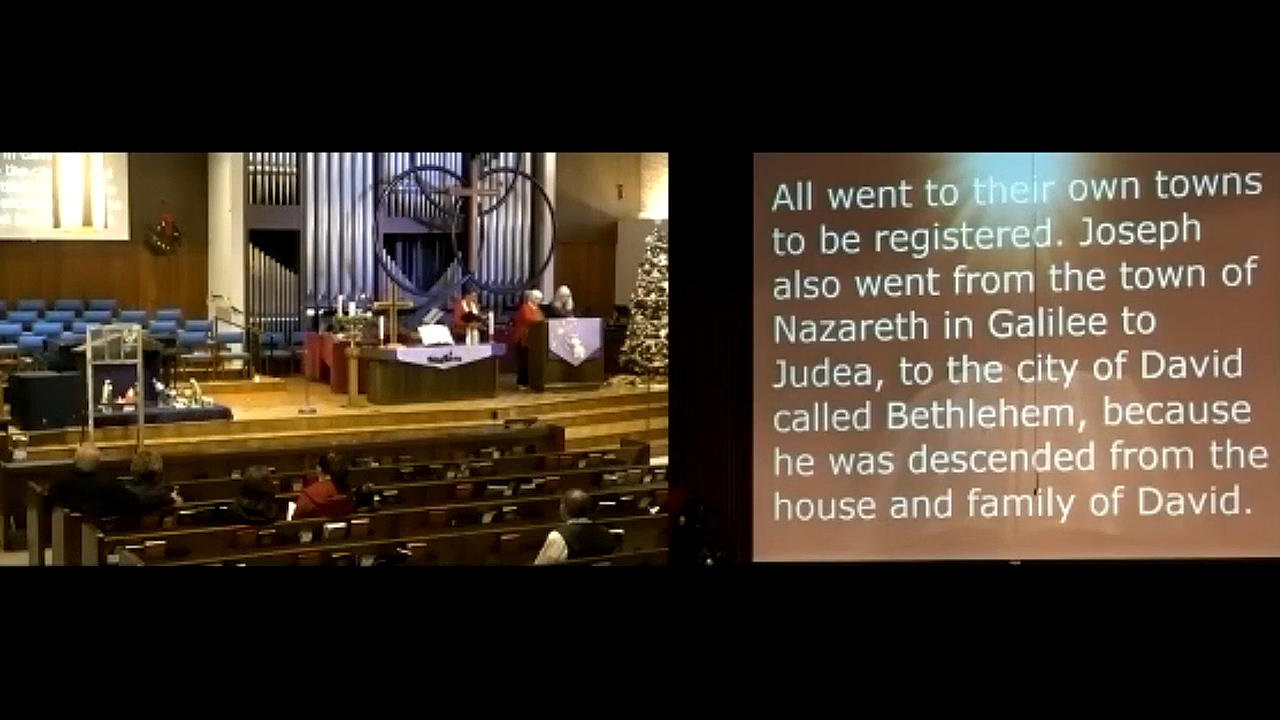 All went to their own towns
to be registered. Joseph
also went from the town of
Nazareth in Galilee to
Judea, to the city of David
called Bethlehem, because
he was descended from the
house and family of David.